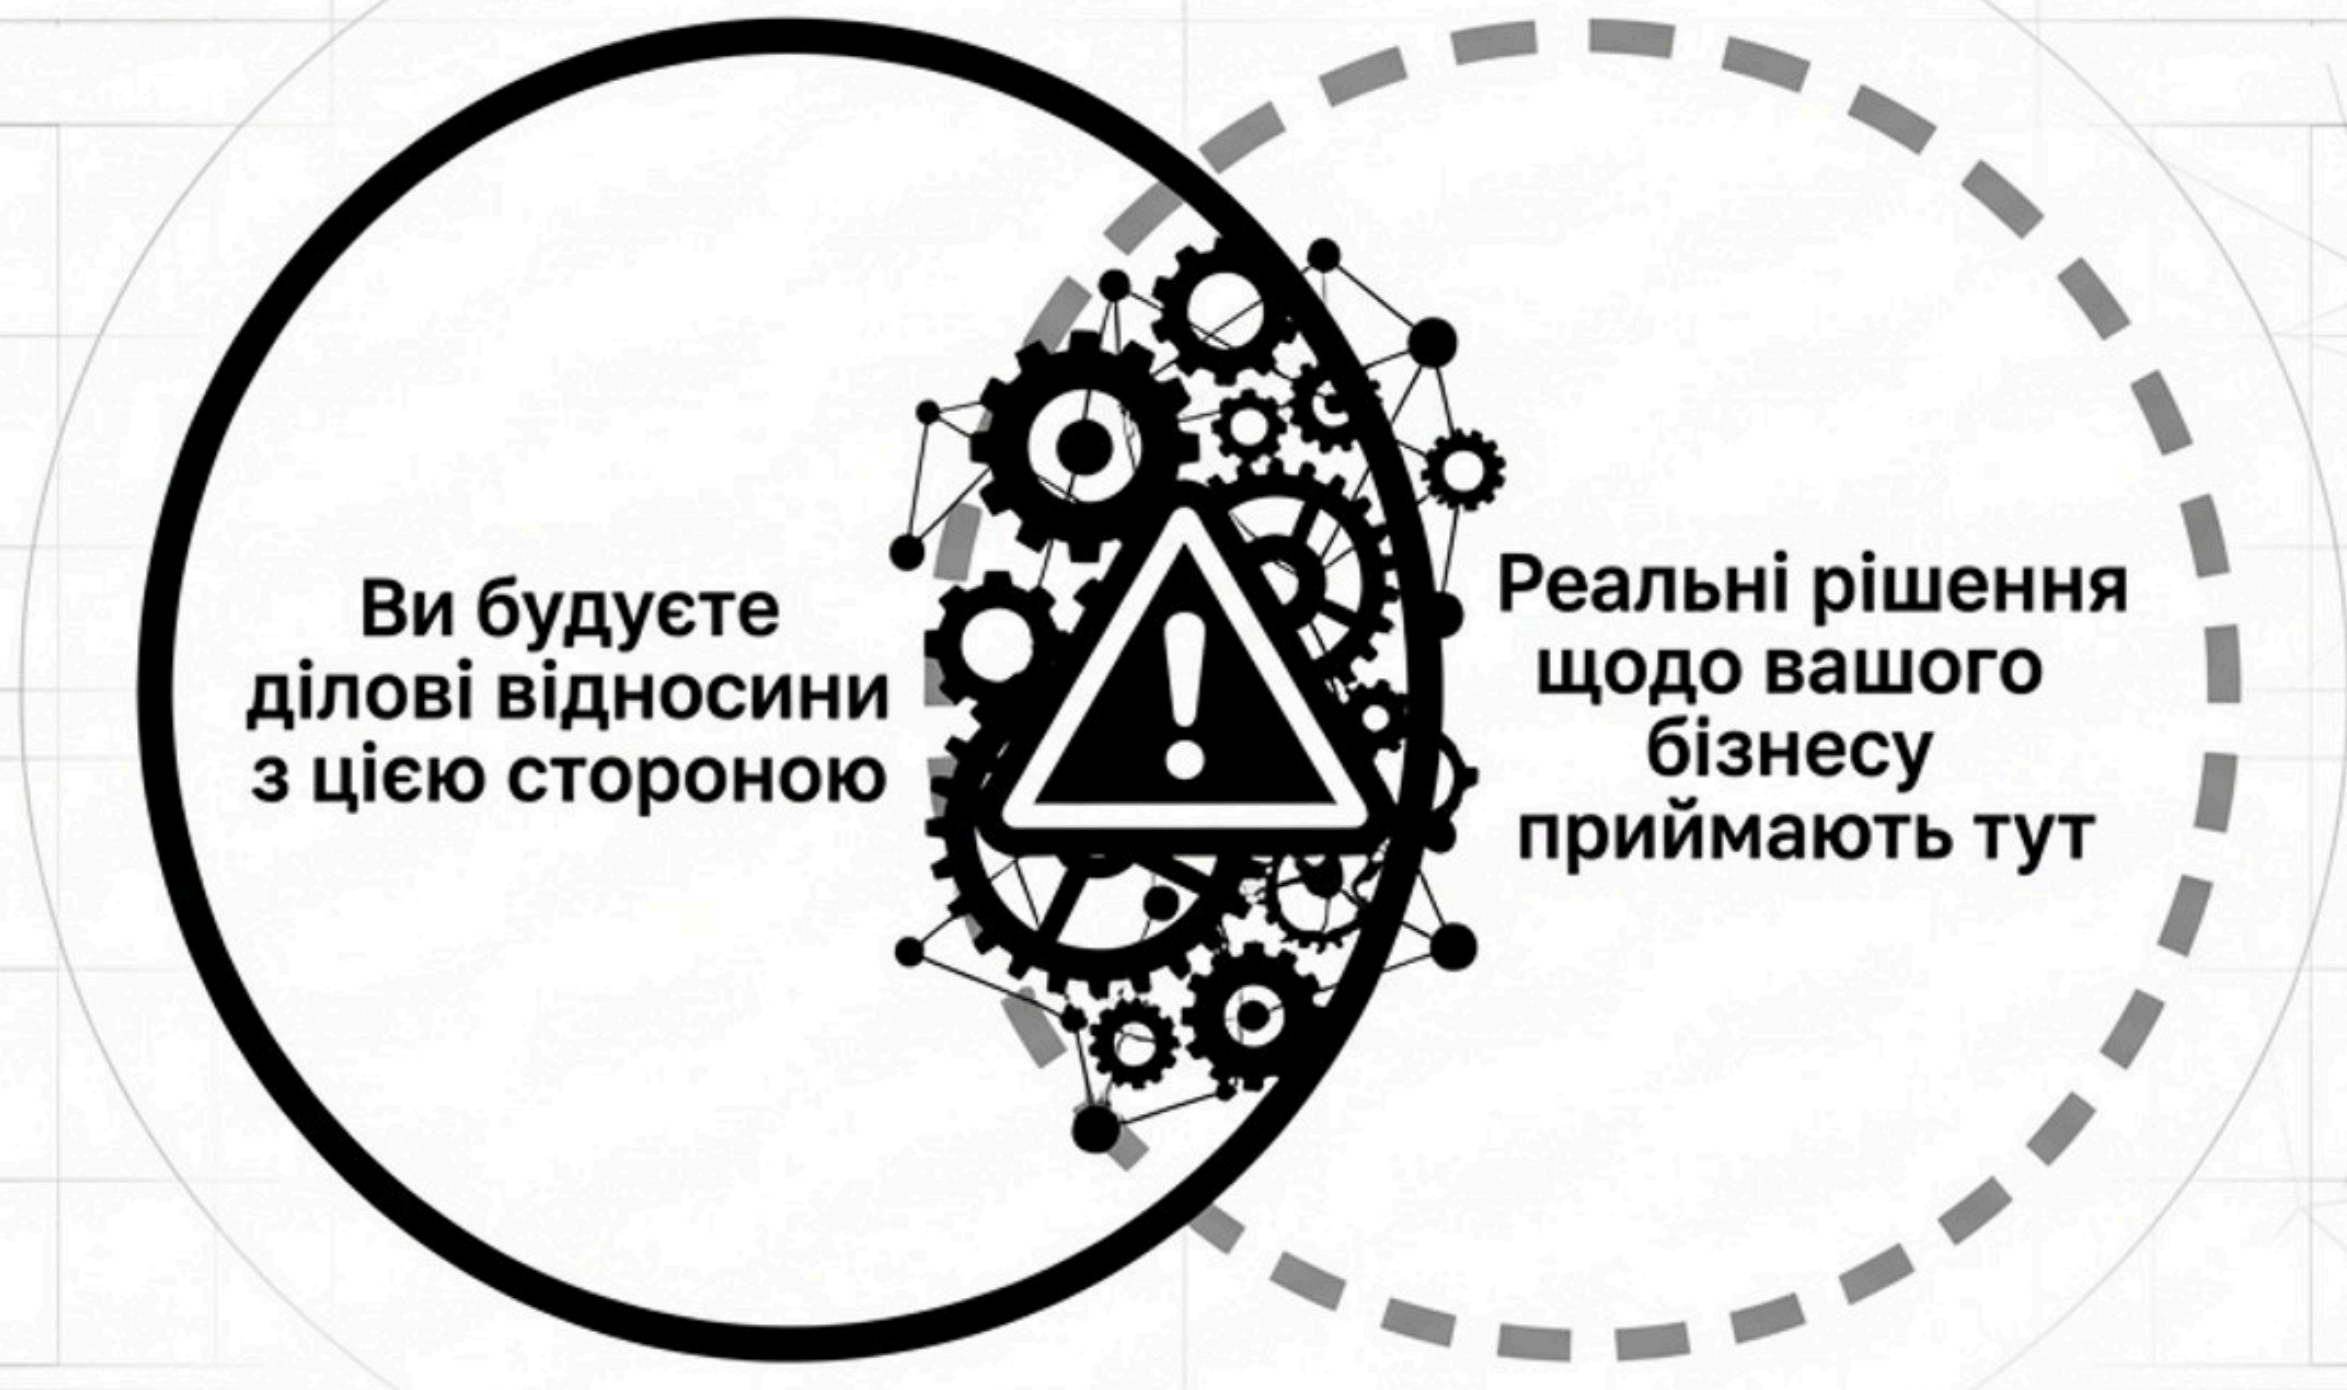 Ви будуєте
ділові відносини
з цією стороною
Реальні рішення
щодо вашого
бізнесу
приймають тут